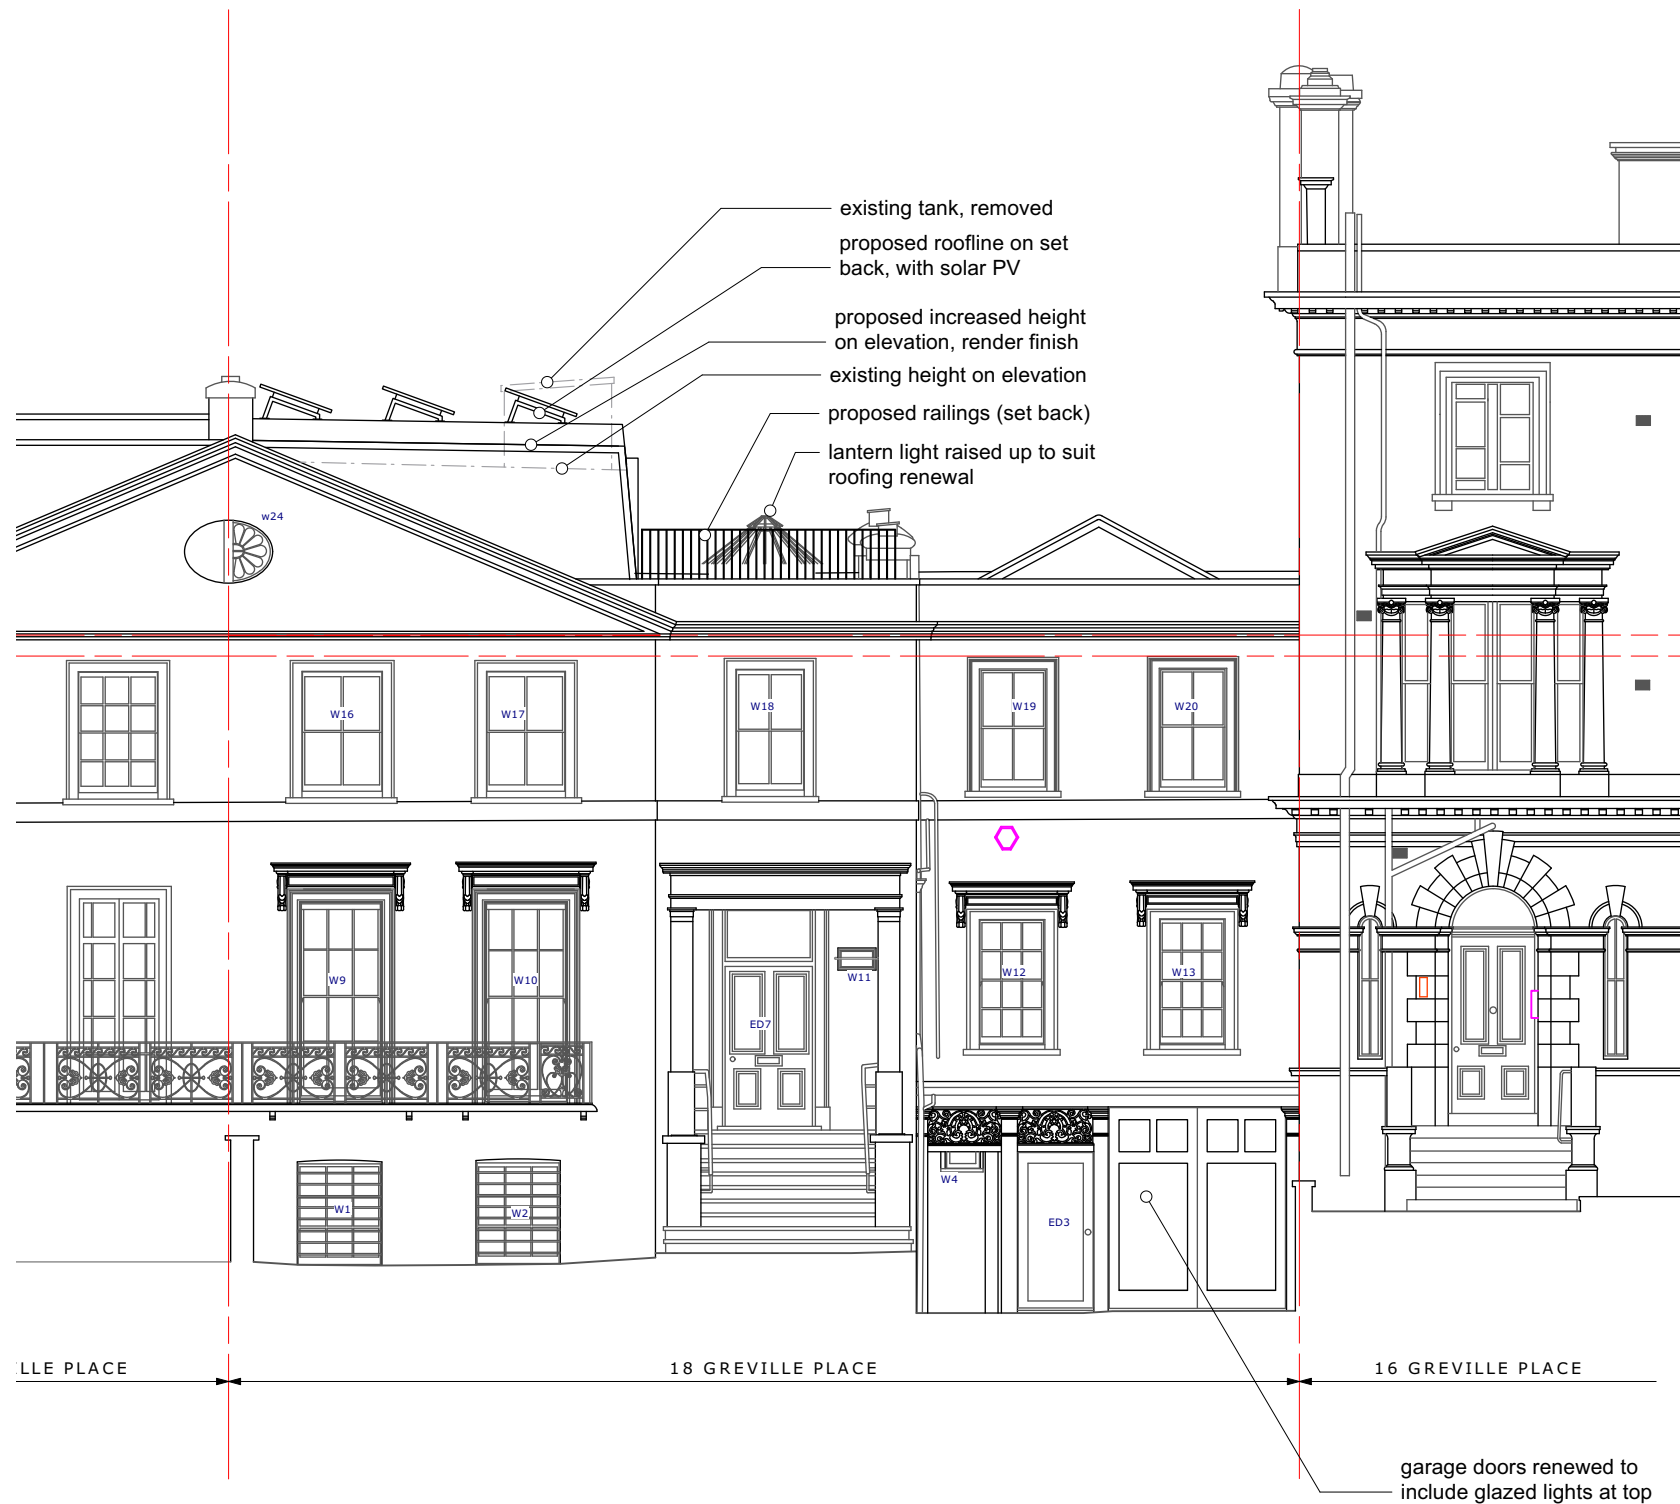 existing tank, removed
proposed roofline on set
back, with solar PV
proposed increased height
on elevation, render finish
existing height on elevation
proposed railings (set back)
lantern light raised up to suit
roofing renewal
w24
W16
W17
W18
W19
W20
W9
W10
W11
W12
W13
ED7
W4
W1
W2
ED3
LLE PLACE
18 GREVILLE PLACE
16 GREVILLE PLACE
garage doors renewed to
include glazed lights at top